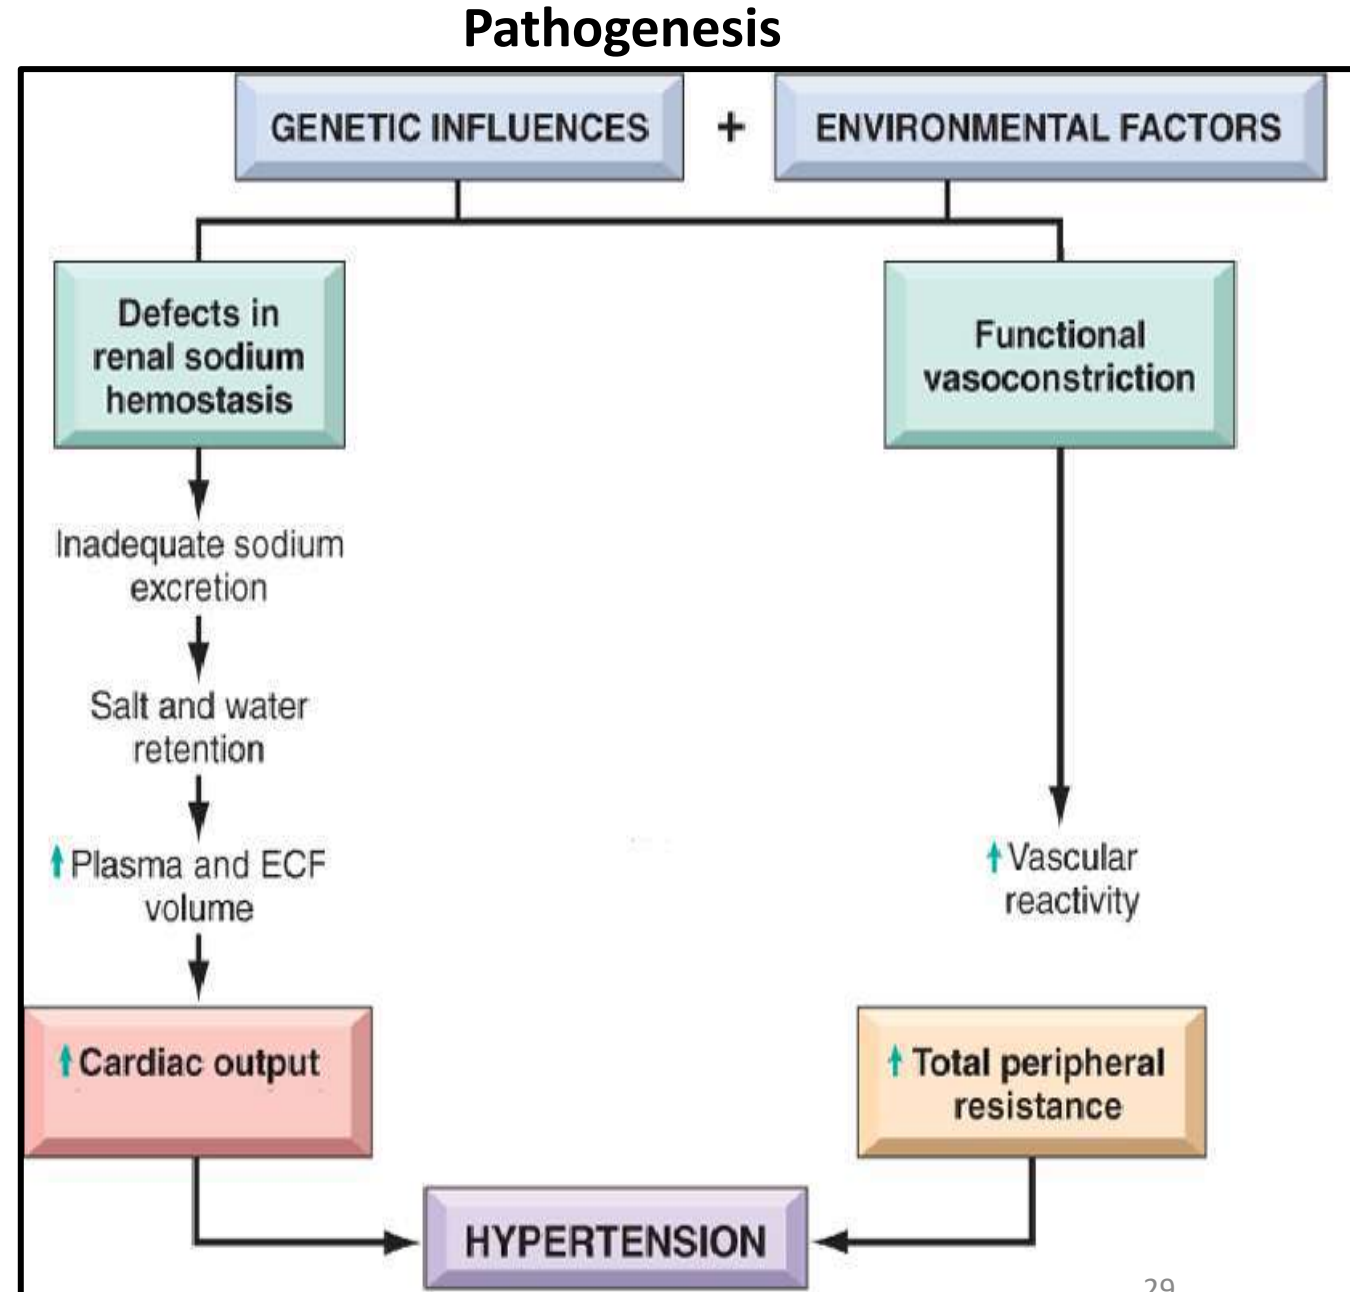 Pathogenesis
GENETIC INFLUENCES + ENVIRONMENTAL FACTORS
Defects in
renal sodium
hemostasis
Functional
vasoconstriction
Inadequate sodium
excretion
Salt and water
retention
↑ Plasma and ECF
volume
↑ Vascular
reactivity
↑ Cardiac output
↑ Total peripheral
resistance
HYPERTENSION
29